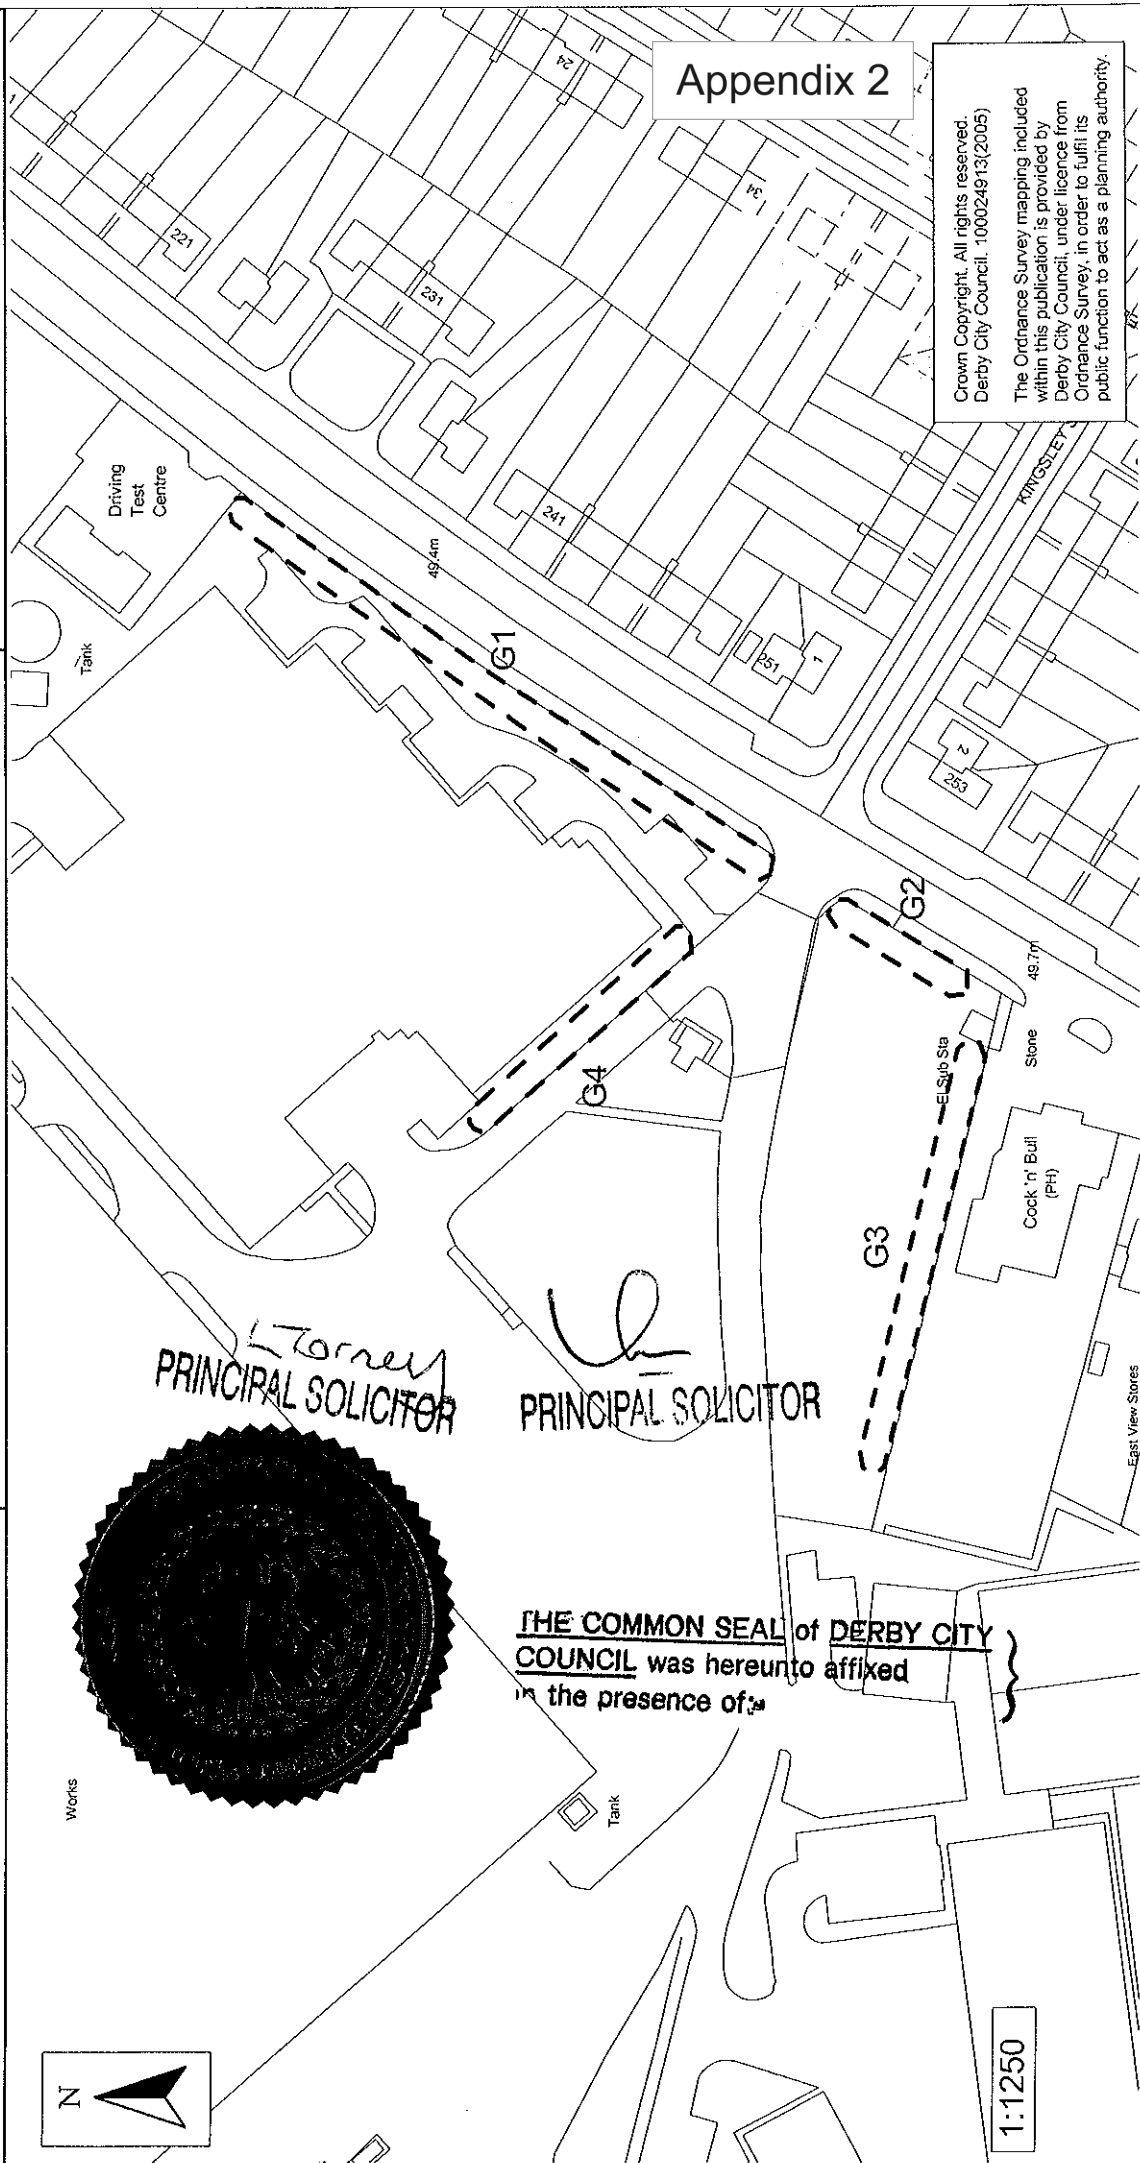 Appendix 2
Crown Copyright. All rights reserved.
Derby City Council. 100024913(2005)
The Ordnance Survey mapping included
within this publication is provided by
Derby City Council, under licence from
Ordnance Survey, in order to fulfil its
public function to act as a planning authority.
24
34
1
221
231
241
251
1
2
253
KINGSLEY
Driving
Test
Centre
Tank
49.4m
G1
G2
49.7m
G4
El Sub Sta
Stone
G3
Cock 'n' Bull
(PH)
East View Stores
L Torney
PRINCIPAL SOLICITOR
PRINCIPAL SOLICITOR
THE COMMON SEAL of DERBY CITY
COUNCIL was hereunto affixed
in the presence of:
Works
Tank
N
1:1250